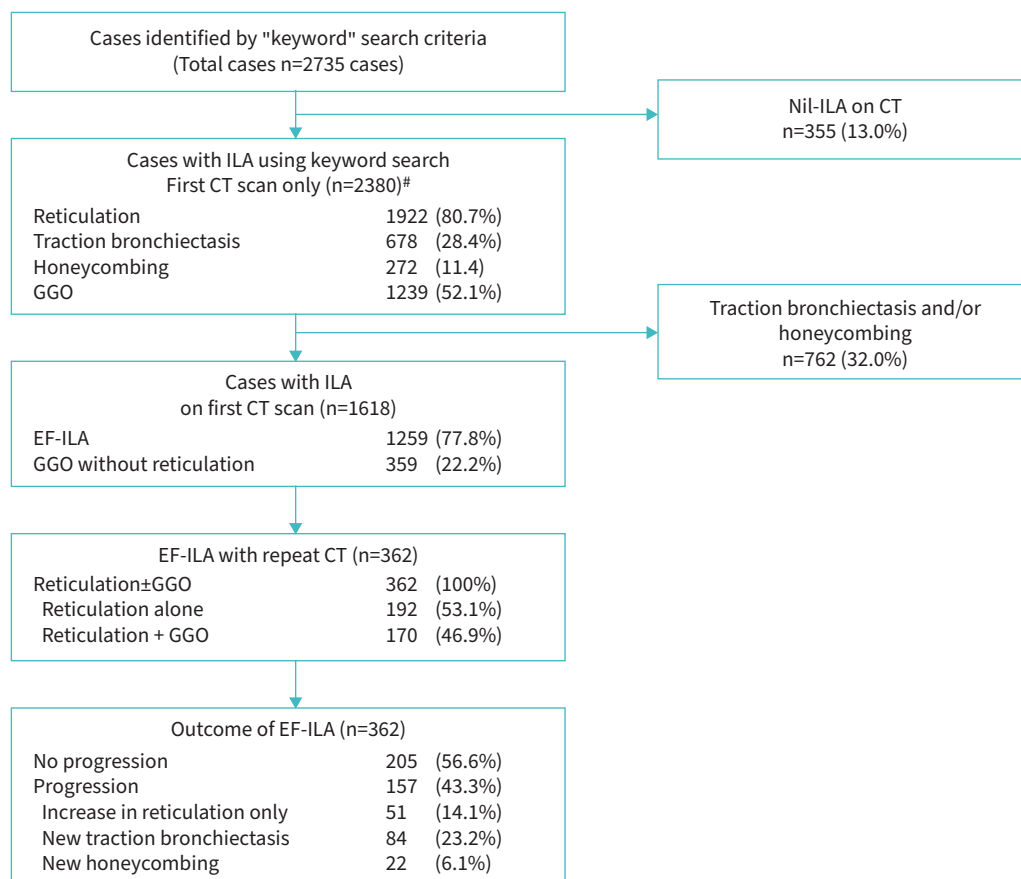 Cases identified by "keyword" search criteria
(Total cases n=2735 cases)
Nil-ILA on CT
n=355 (13.0%)
Cases with ILA using keyword search
First CT scan only (n=2380)#
Reticulation 1922 (80.7%)
Traction bronchiectasis 678 (28.4%)
Honeycombing 272 (11.4)
GGO 1239 (52.1%)
Traction bronchiectasis and/or
honeycombing
n=762 (32.0%)
Cases with ILA
on first CT scan (n=1618)
EF-ILA 1259 (77.8%)
GGO without reticulation 359 (22.2%)
EF-ILA with repeat CT (n=362)
Reticulation±GGO 362 (100%)
Reticulation alone 192 (53.1%)
Reticulation + GGO 170 (46.9%)
Outcome of EF-ILA (n=362)
No progression 205 (56.6%)
Progression 157 (43.3%)
Increase in reticulation only 51 (14.1%)
New traction bronchiectasis 84 (23.2%)
New honeycombing 22 (6.1%)